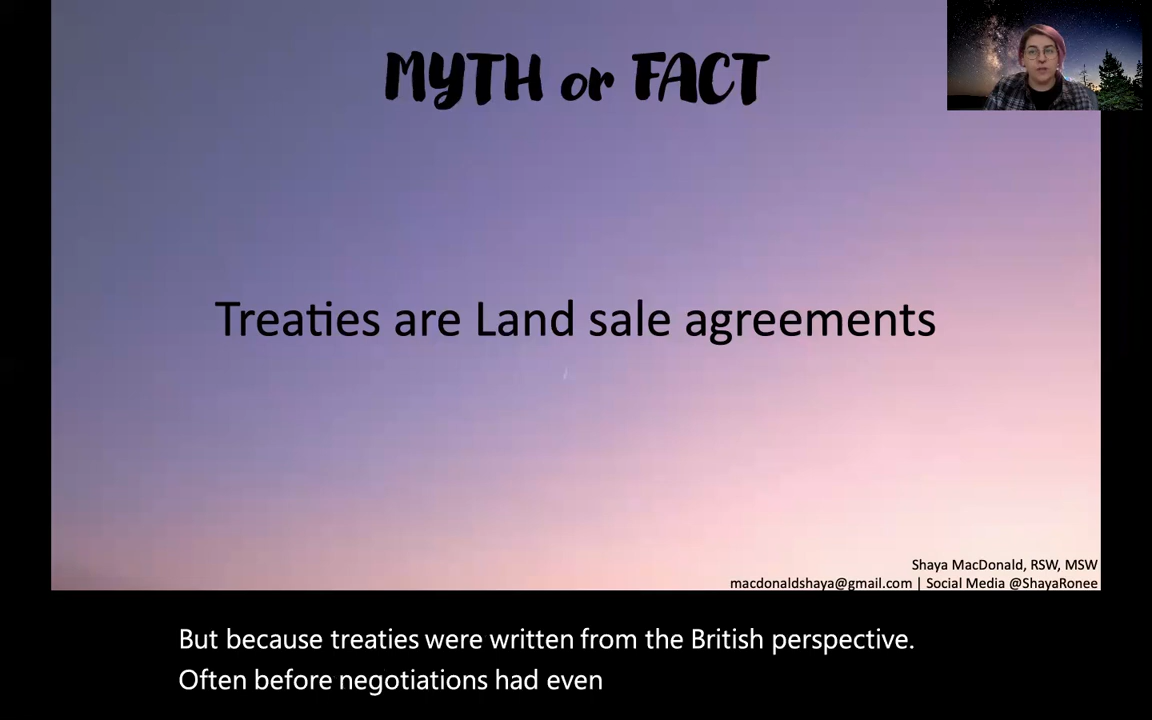 MYTH or FACT
Treaties are Land sale agreements
Shaya MacDonald, RSW, MSW
macdonaldshaya@gmail.com | Social Media @ShayaRonee
But because treaties were written from the British perspective.
Often before negotiations had even